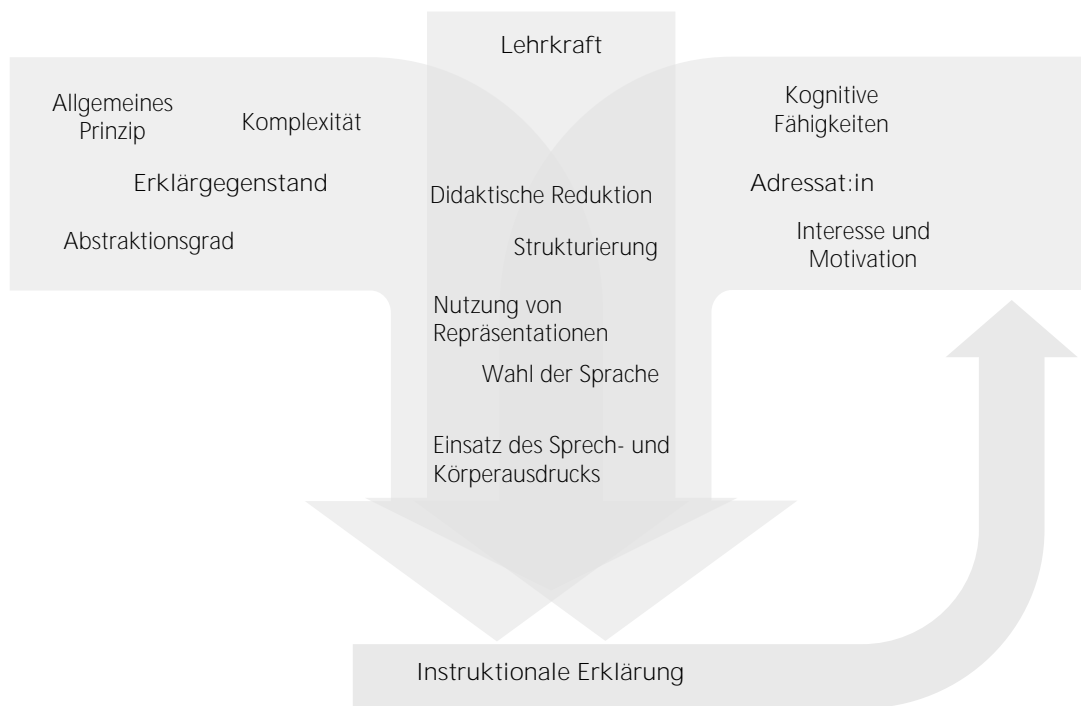 Lehrkraft
Allgemeines
Prinzip
Komplexität
Erklärgegenstand
Abstraktionsgrad
Didaktische Reduktion
Strukturierung
Nutzung von
Repräsentationen
Wahl der Sprache
Einsatz des Sprech- und
Körperausdrucks
Kognitive
Fähigkeiten
Adressat:in
Interesse und
Motivation
Instruktionale Erklärung